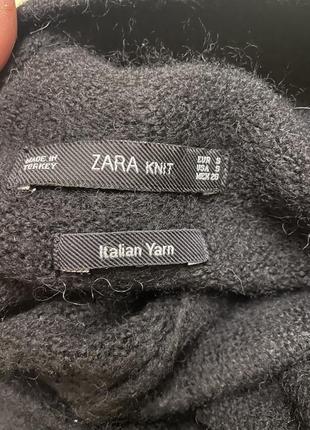 MADE IN
TURKEY
ZARA KNIT
EUR S
USA S
MEX 26
Italian Yarn